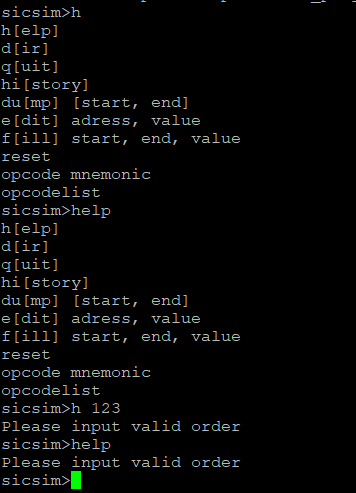 sicsim>h
h[elp]
d[ir]
q[uit]
hi[story]
du[mp] [start, end]
e[dit] adress, value
f[ill] start, end, value
reset
opcode mnemonic
opcodelist
sicsim>help
h[elp]
d[ir]
q[uit]
hi[story]
du[mp] [start, end]
e[dit] adress, value
f[ill] start, end, value
reset
opcode mnemonic
opcodelist
sicsim>h 123
Please input valid order
sicsim>help
Please input valid order
sicsim>